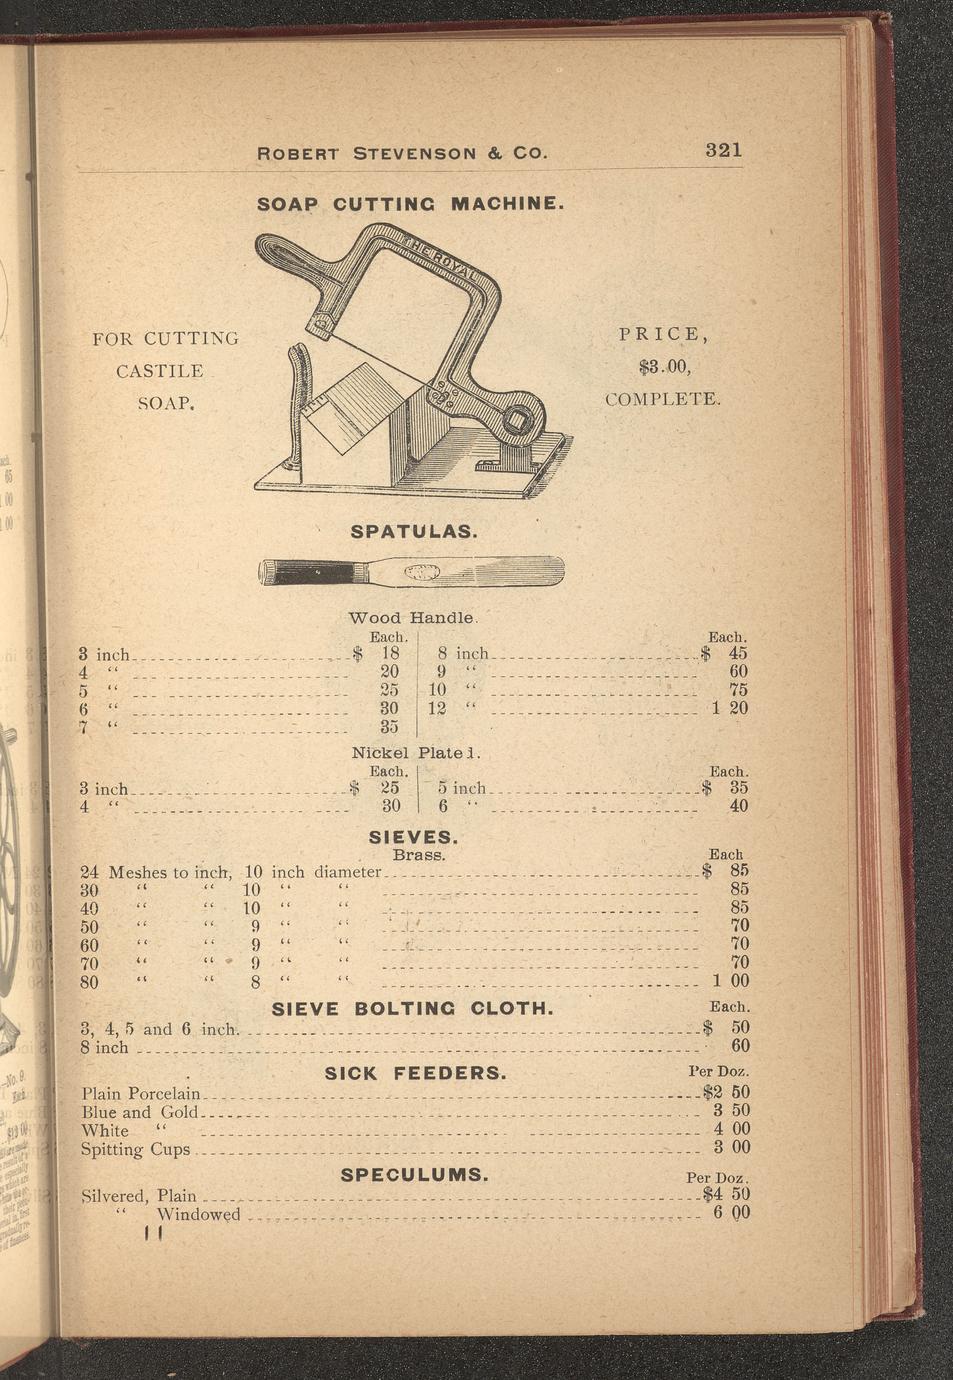 ROBERT STEVENSON & CO. 321
SOAP CUTTING MACHINE.
THE ROYAL
FOR CUTTING
CASTILE
SOAP.
PRICE,
$3.00,
COMPLETE.
SPATULAS.
Wood Handle.
Each. Each.
3 inch $ 18 8 inch $ 45
4 “ 20 9 “ 60
5 “ 25 10 “ 75
6 “ 30 12 “ 1 20
7 “ 35
Nickel Plated.
Each. Each.
3 inch $ 25 5 inch $ 35
4 “ 30 6 “ 40
SIEVES.
Brass. Each
24 Meshes to inch, 10 inch diameter $ 85
30 “ “ 10 “ “ 85
40 “ “ 10 “ “ 85
50 “ “ 9 “ “ 70
60 “ “ 9 “ “ 70
70 “ “ 9 “ “ 70
80 “ “ 8 “ “ 1 00
SIEVE BOLTING CLOTH. Each.
3, 4, 5 and 6 inch. $ 50
8 inch 60
SICK FEEDERS. Per Doz.
Plain Porcelain $2 50
Blue and Gold 3 50
White “ 4 00
Spitting Cups 3 00
SPECULUMS. Per Doz.
Silvered, Plain $4 50
“ Windowed 6 00